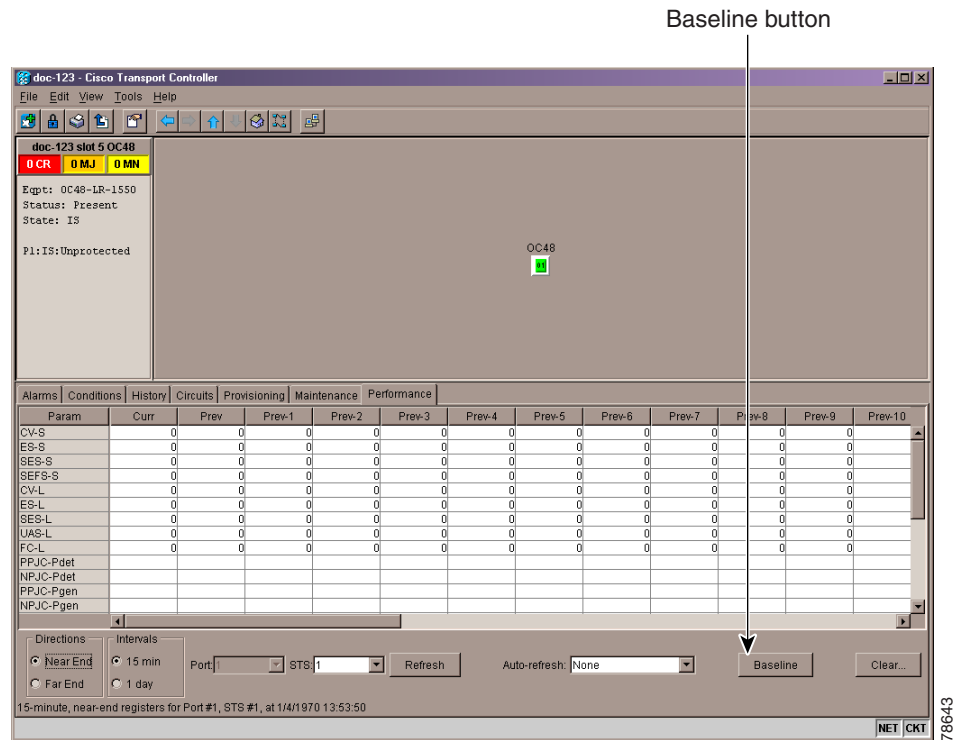 Baseline button
doc-123 - Cisco Transport Controller
File Edit View Tools Help
doc-123 slot 5 OC48
0 CR 0 MJ 0 MN
Eqpt: OC48-LR-1550
Status: Present
State: IS
P1:IS:Unprotected
OC48
Alarms Conditions History Circuits Provisioning Maintenance Performance
Param Curr Prev Prev-1 Prev-2 Prev-3 Prev-4 Prev-5 Prev-6 Prev-7 Prev-8 Prev-9 Prev-10
CV-S 0 0 0 0 0 0 0 0 0 0 0
ES-S 0 0 0 0 0 0 0 0 0 0 0
SES-S 0 0 0 0 0 0 0 0 0 0 0
SEFS-S 0 0 0 0 0 0 0 0 0 0 0
CV-L 0 0 0 0 0 0 0 0 0 0 0
ES-L 0 0 0 0 0 0 0 0 0 0 0
SES-L 0 0 0 0 0 0 0 0 0 0 0
UAS-L 0 0 0 0 0 0 0 0 0 0 0
FC-L 0 0 0 0 0 0 0 0 0 0 0
PPJC-Pdet
NPJC-Pdet
PPJC-Pgen
NPJC-Pgen
Directions Intervals
Near End 15 min Port: 1 STS: 1 Refresh Auto-refresh: None Baseline Clear...
Far End 1 day
15-minute, near-end registers for Port #1, STS #1, at 1/4/1970 13:53:50
NET CKT
78643